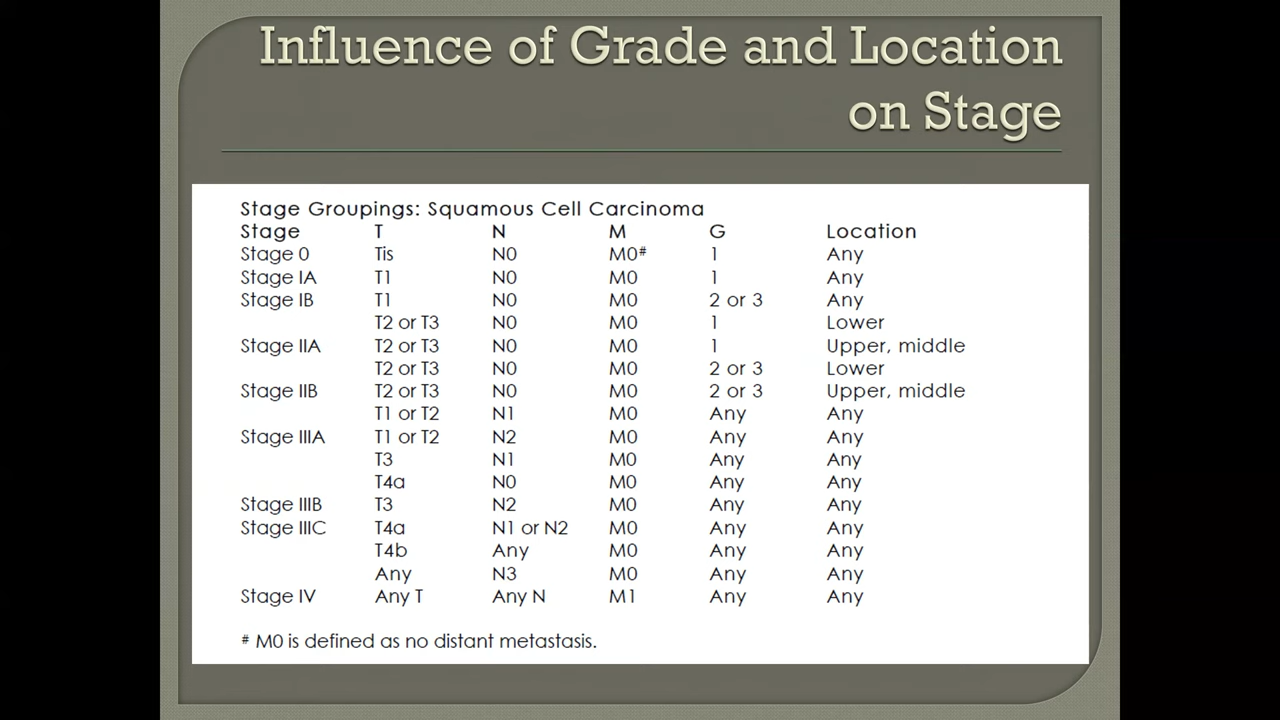 Influence of Grade and Location
on Stage
Stage Groupings: Squamous Cell Carcinoma
Stage T N M G Location
Stage 0 Tis N0 M0# 1 Any
Stage IA T1 N0 M0 1 Any
Stage IB T1 N0 M0 2 or 3 Any
T2 or T3 N0 M0 1 Lower
Stage IIA T2 or T3 N0 M0 1 Upper, middle
T2 or T3 N0 M0 2 or 3 Lower
Stage IIB T2 or T3 N0 M0 2 or 3 Upper, middle
T1 or T2 N1 M0 Any Any
Stage IIIA T1 or T2 N2 M0 Any Any
T3 N1 M0 Any Any
T4a N0 M0 Any Any
Stage IIIB T3 N2 M0 Any Any
Stage IIIC T4a N1 or N2 M0 Any Any
T4b Any M0 Any Any
Any N3 M0 Any Any
Stage IV Any T Any N M1 Any Any
# M0 is defined as no distant metastasis.